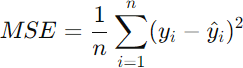 $MSE = \frac{1}{n} \sum_{i=1}^{n} (y_i - \hat{y}_i)^2$